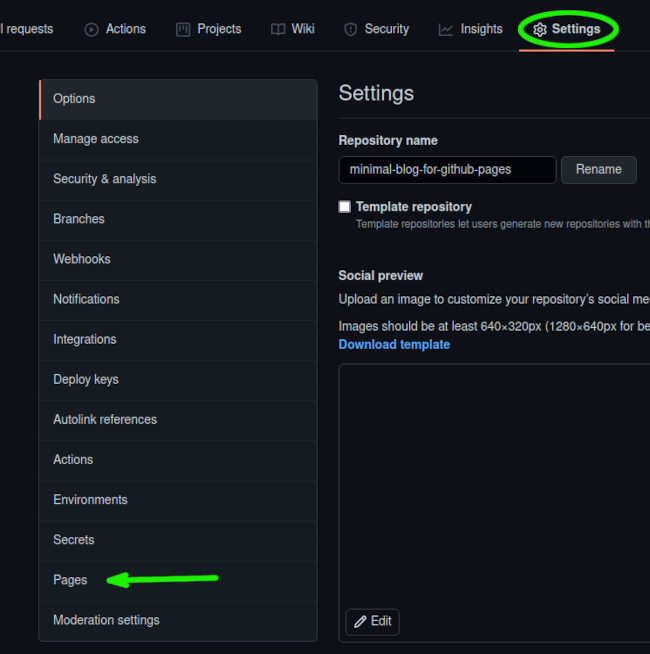 requests Actions Projects Wiki Security Insights Settings
Options
Manage access
Security & analysis
Branches
Webhooks
Notifications
Integrations
Deploy keys
Autolink references
Actions
Environments
Secrets
Pages
Moderation settings
Settings
Repository name
minimal-blog-for-github-pages Rename
Template repository
Template repositories let users generate new repositories with
Social preview
Upload an image to customize your repository's social
Images should be at least 640×320px (1280×640px for
Download template
Edit